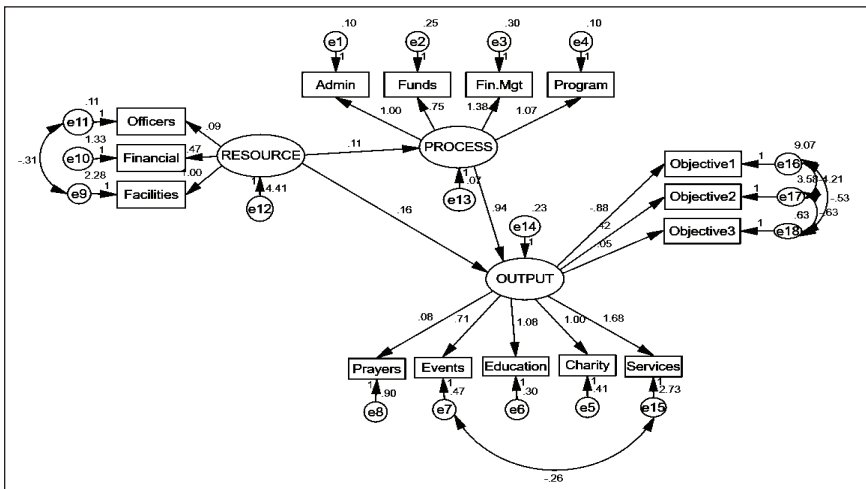 .10 .25 .30 .10
e1 e2 e3 e4
1 1 1 1
Admin Funds Fin.Mgt Program
1.00 .75 1.38 1.07
.11
e11 1 Officers
.09
1.33
e10 1 Financial
.47
2.28
e9 1 Facilities
1.00
-.31
RESOURCE
.11
PROCESS
1 4.41
e12
1
e13
.16
.94
.23
e14
1
OUTPUT
Objective1 1 e16 9.07
Objective2 1 e17 3.58 -4.21
Objective3 1 e18 .63
-.53
-.63
-.88
.42
.05
.08 .71 1.08 1.00 1.68
Prayers Events Education Charity Services
1 .90 1 .47 1 .30 1 .41 1 2.73
e8 e7 e6 e5 e15
-.26